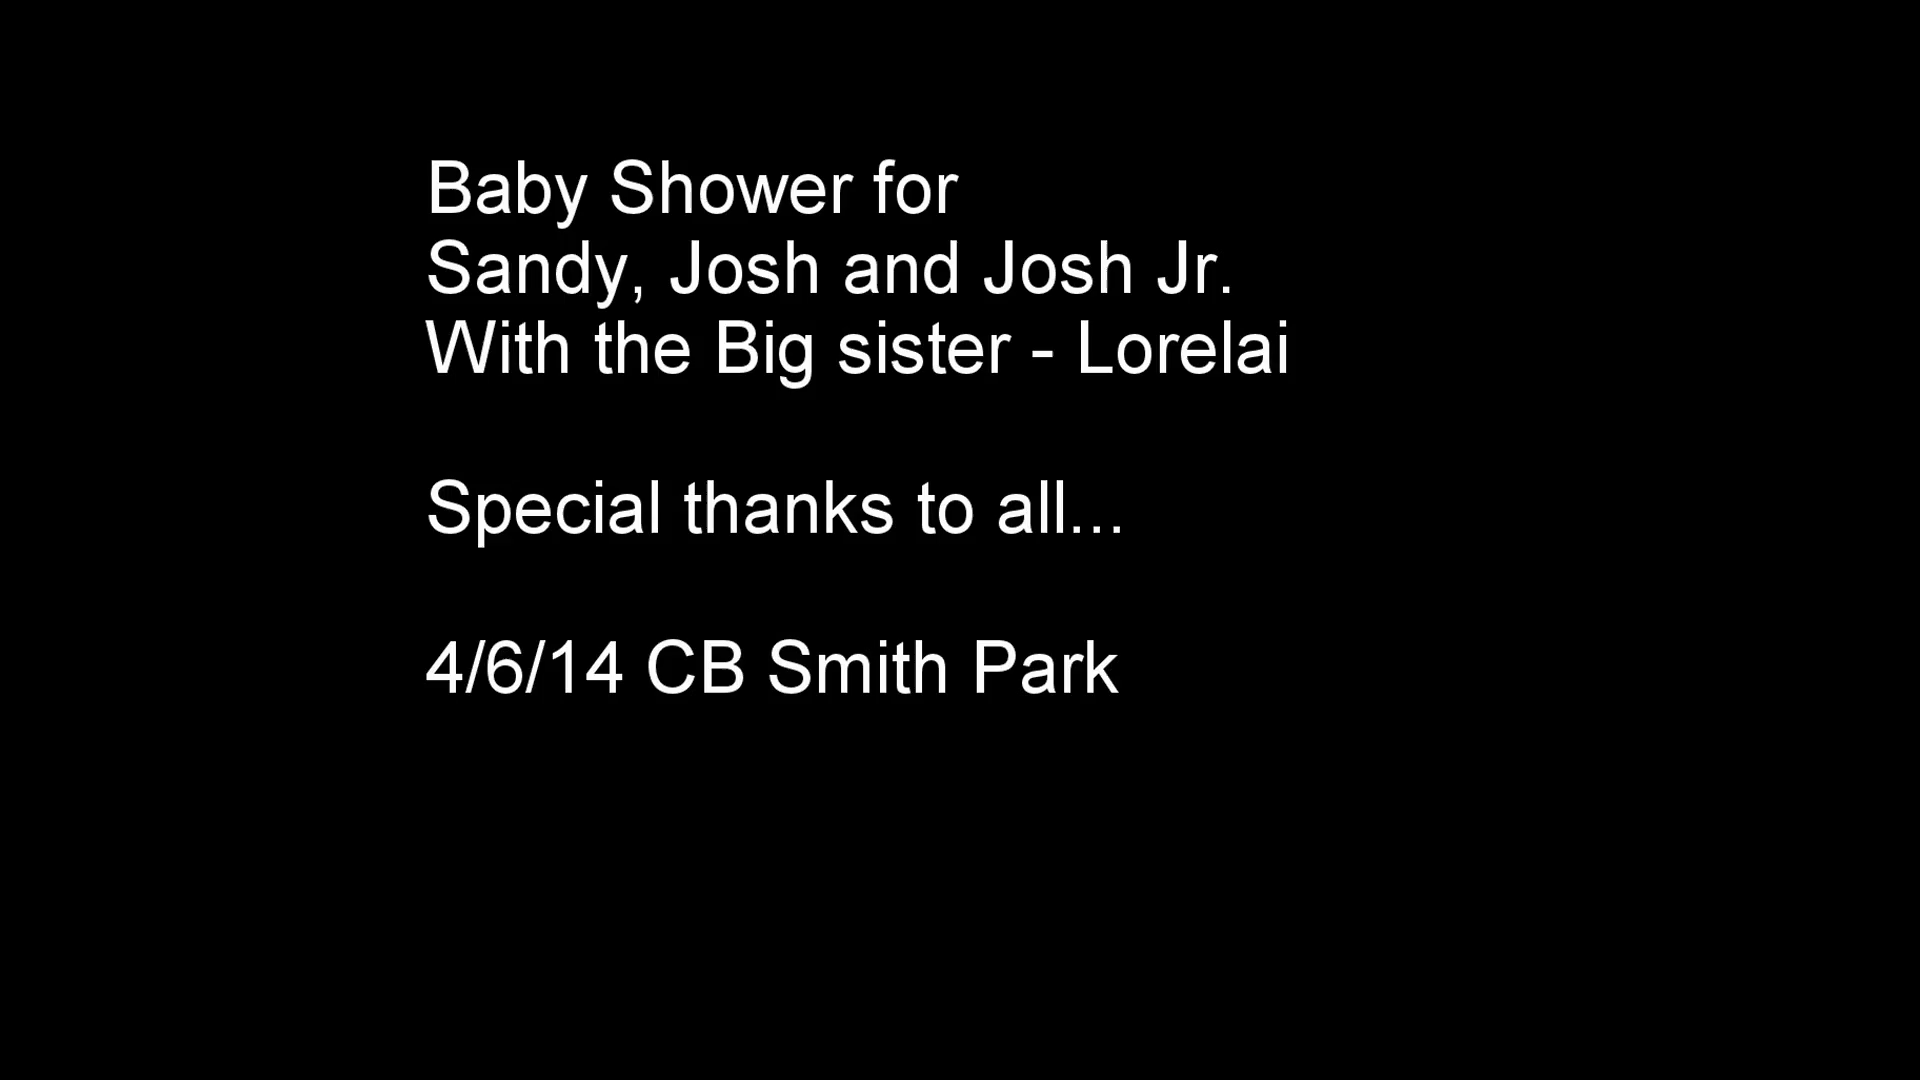 Baby Shower for
Sandy, Josh and Josh Jr.
With the Big sister - Lorelai
Special thanks to all...
4/6/14 CB Smith Park